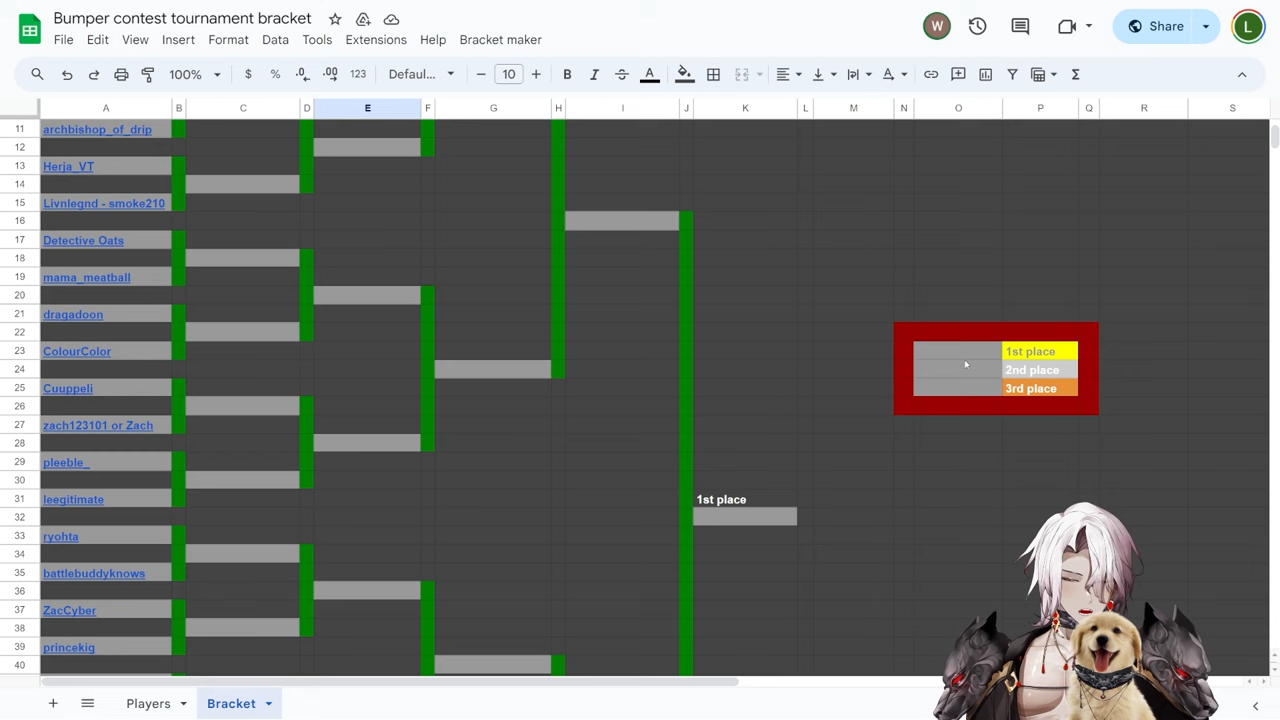 Bumper contest tournament bracket
W
Share
L
File Edit View Insert Data Extensions Help Bracket maker
100% $ % .0 .00 123 Defaul... 10 B I A A Σ
A B C D E F G H I J K L M N O P Q R S
11 archbishop_of_drip
12
13 Herja_VT
14
15 Livnlegnd - smoke210
16
17 Detective Oats
18
19 mama_meatball
20
21 dragadoon
22
23 ColourColor 1st place
24 2nd place
25 Cuuppeli 3rd place
26
27 zach123101 or Zach
28
29 pleeble_
30
31 leegitimate 1st place
32
33 ryohta
34
35 battlebuddyknows
36
37 ZacCyber
38
39 princekig
40
Players Bracket